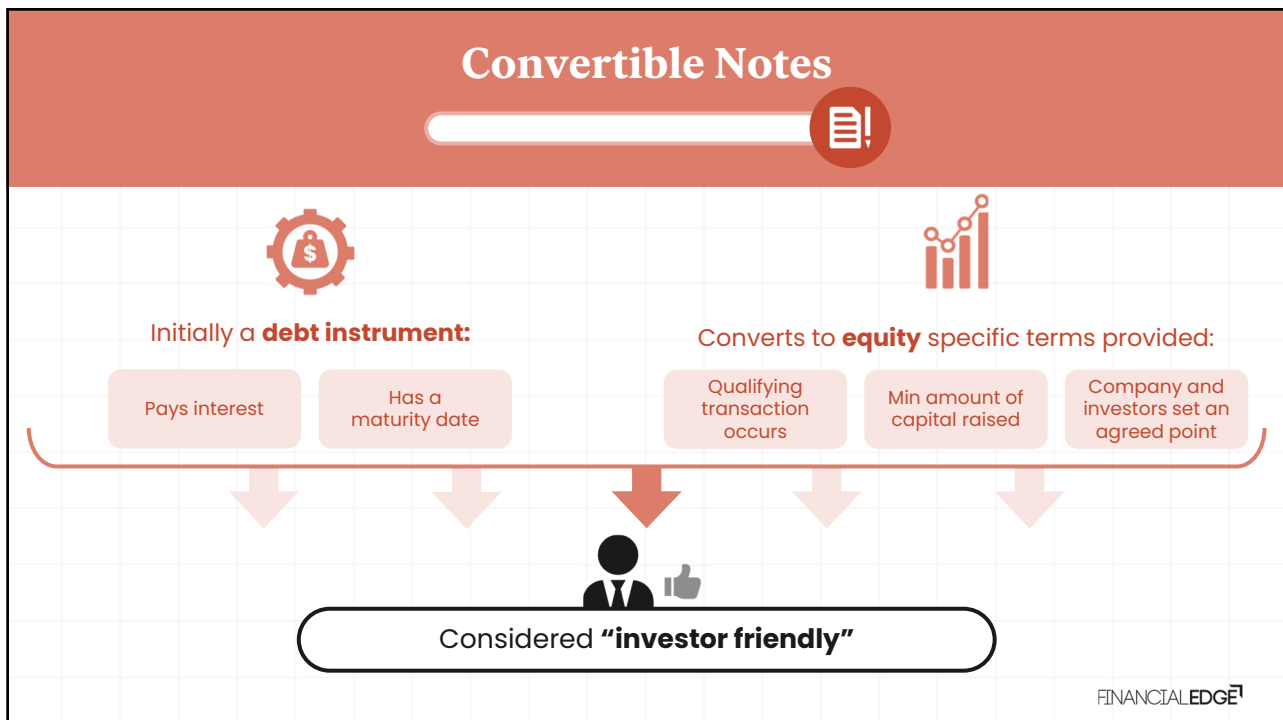 Convertible Notes
$
Initially a debt instrument:
Pays interest
Has a
maturity date
Converts to equity specific terms provided:
Qualifying
transaction
occurs
Min amount of
capital raised
Company and
investors set an
agreed point
Considered “investor friendly”
FINANCIALEDGE